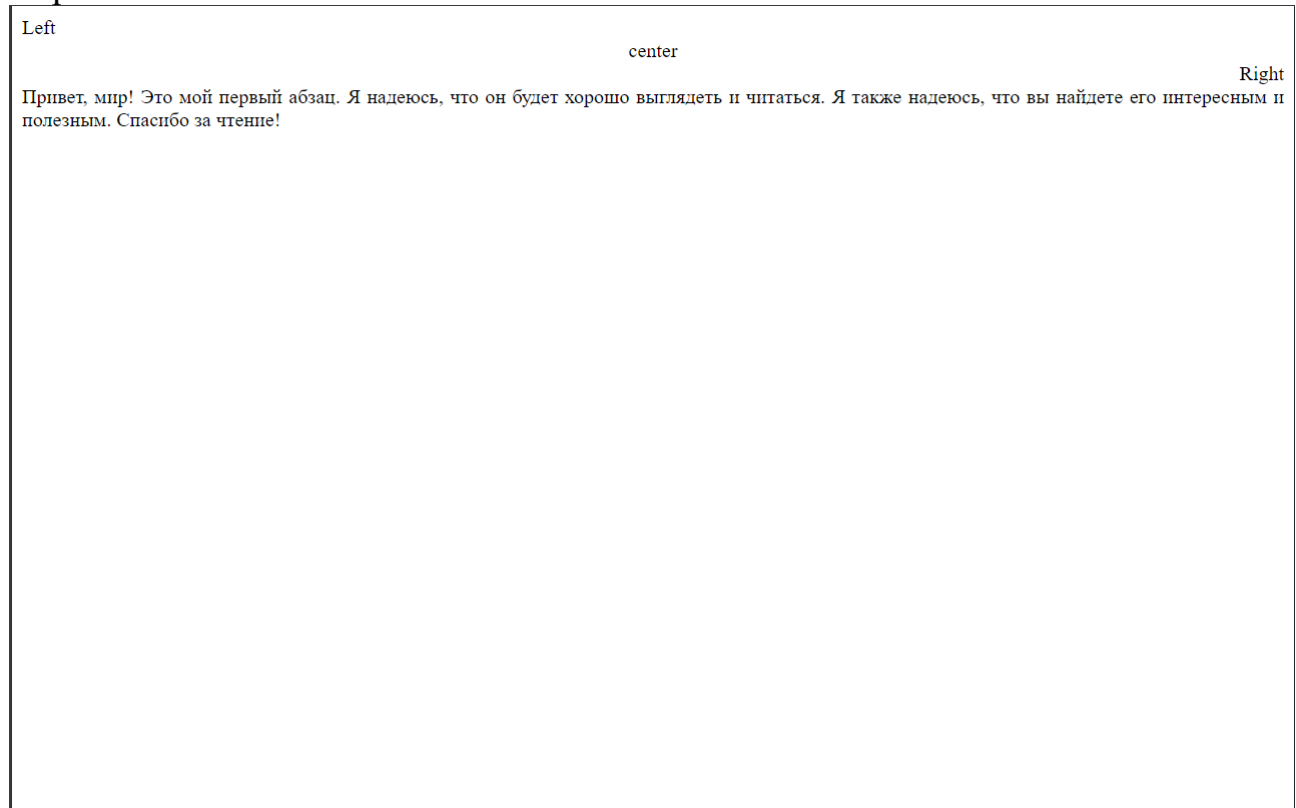 Left
center
Right
Привет, мир! Это мой первый абзац. Я надеюсь, что он будет хорошо выглядеть и читаться. Я также надеюсь, что вы найдете его интересным и
полезным. Спасибо за чтение!